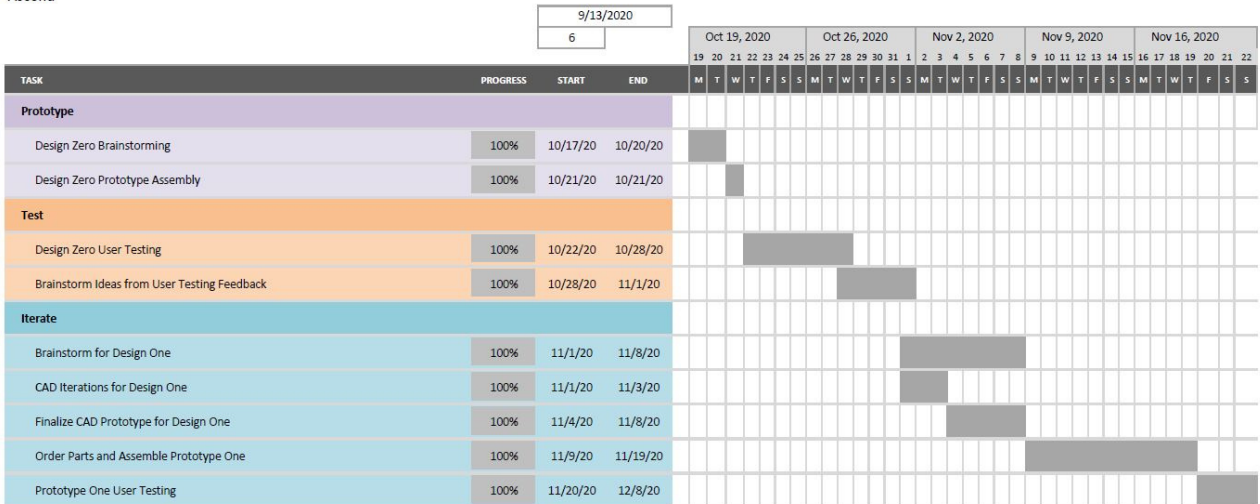 9/13/2020
6
Oct 19, 2020 Oct 26, 2020 Nov 2, 2020 Nov 9, 2020 Nov 16, 2020
19 20 21 22 23 24 25 26 27 28 29 30 31 1 2 3 4 5 6 7 8 9 10 11 12 13 14 15 16 17 18 19 20 21 22
TASK PROGRESS START END M T W T F S S M T W T F S S M T W T F S S M T W T F S S M T W T F S S
Prototype
Design Zero Brainstorming 100% 10/17/20 10/20/20
Design Zero Prototype Assembly 100% 10/21/20 10/21/20
Test
Design Zero User Testing 100% 10/22/20 10/28/20
Brainstorm Ideas from User Testing Feedback 100% 10/28/20 11/1/20
Iterate
Brainstorm for Design One 100% 11/1/20 11/8/20
CAD Iterations for Design One 100% 11/1/20 11/3/20
Finalize CAD Prototype for Design One 100% 11/4/20 11/8/20
Order Parts and Assemble Prototype One 100% 11/9/20 11/19/20
Prototype One User Testing 100% 11/20/20 12/8/20